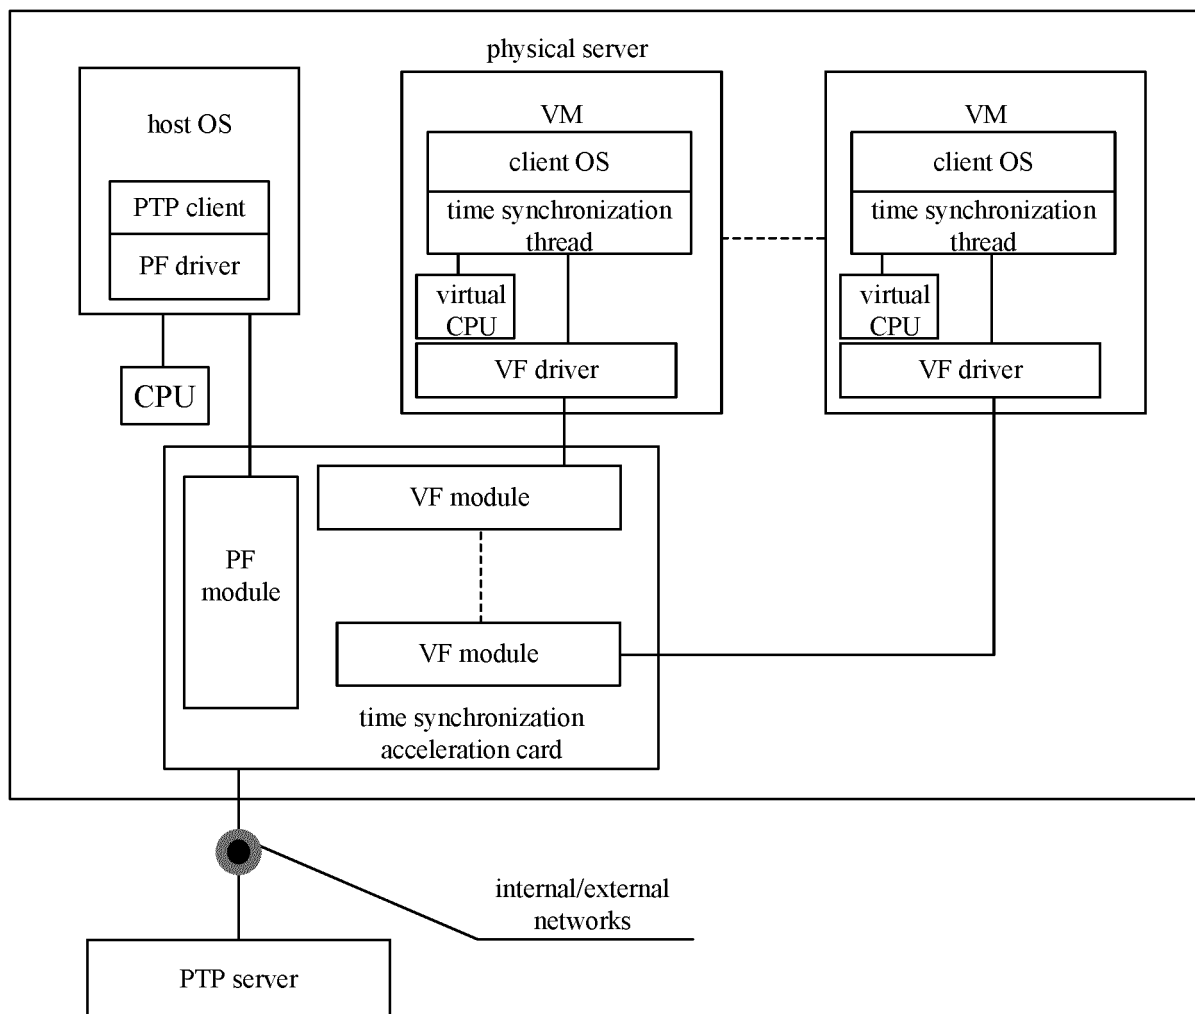 physical server
host OS
PTP client
PF driver
CPU
VM
client OS
time synchronization
thread
virtual
CPU
VF driver
VM
client OS
time synchronization
thread
virtual
CPU
VF driver
PF
module
VF module
VF module
time synchronization
acceleration card
internal/external
networks
PTP server